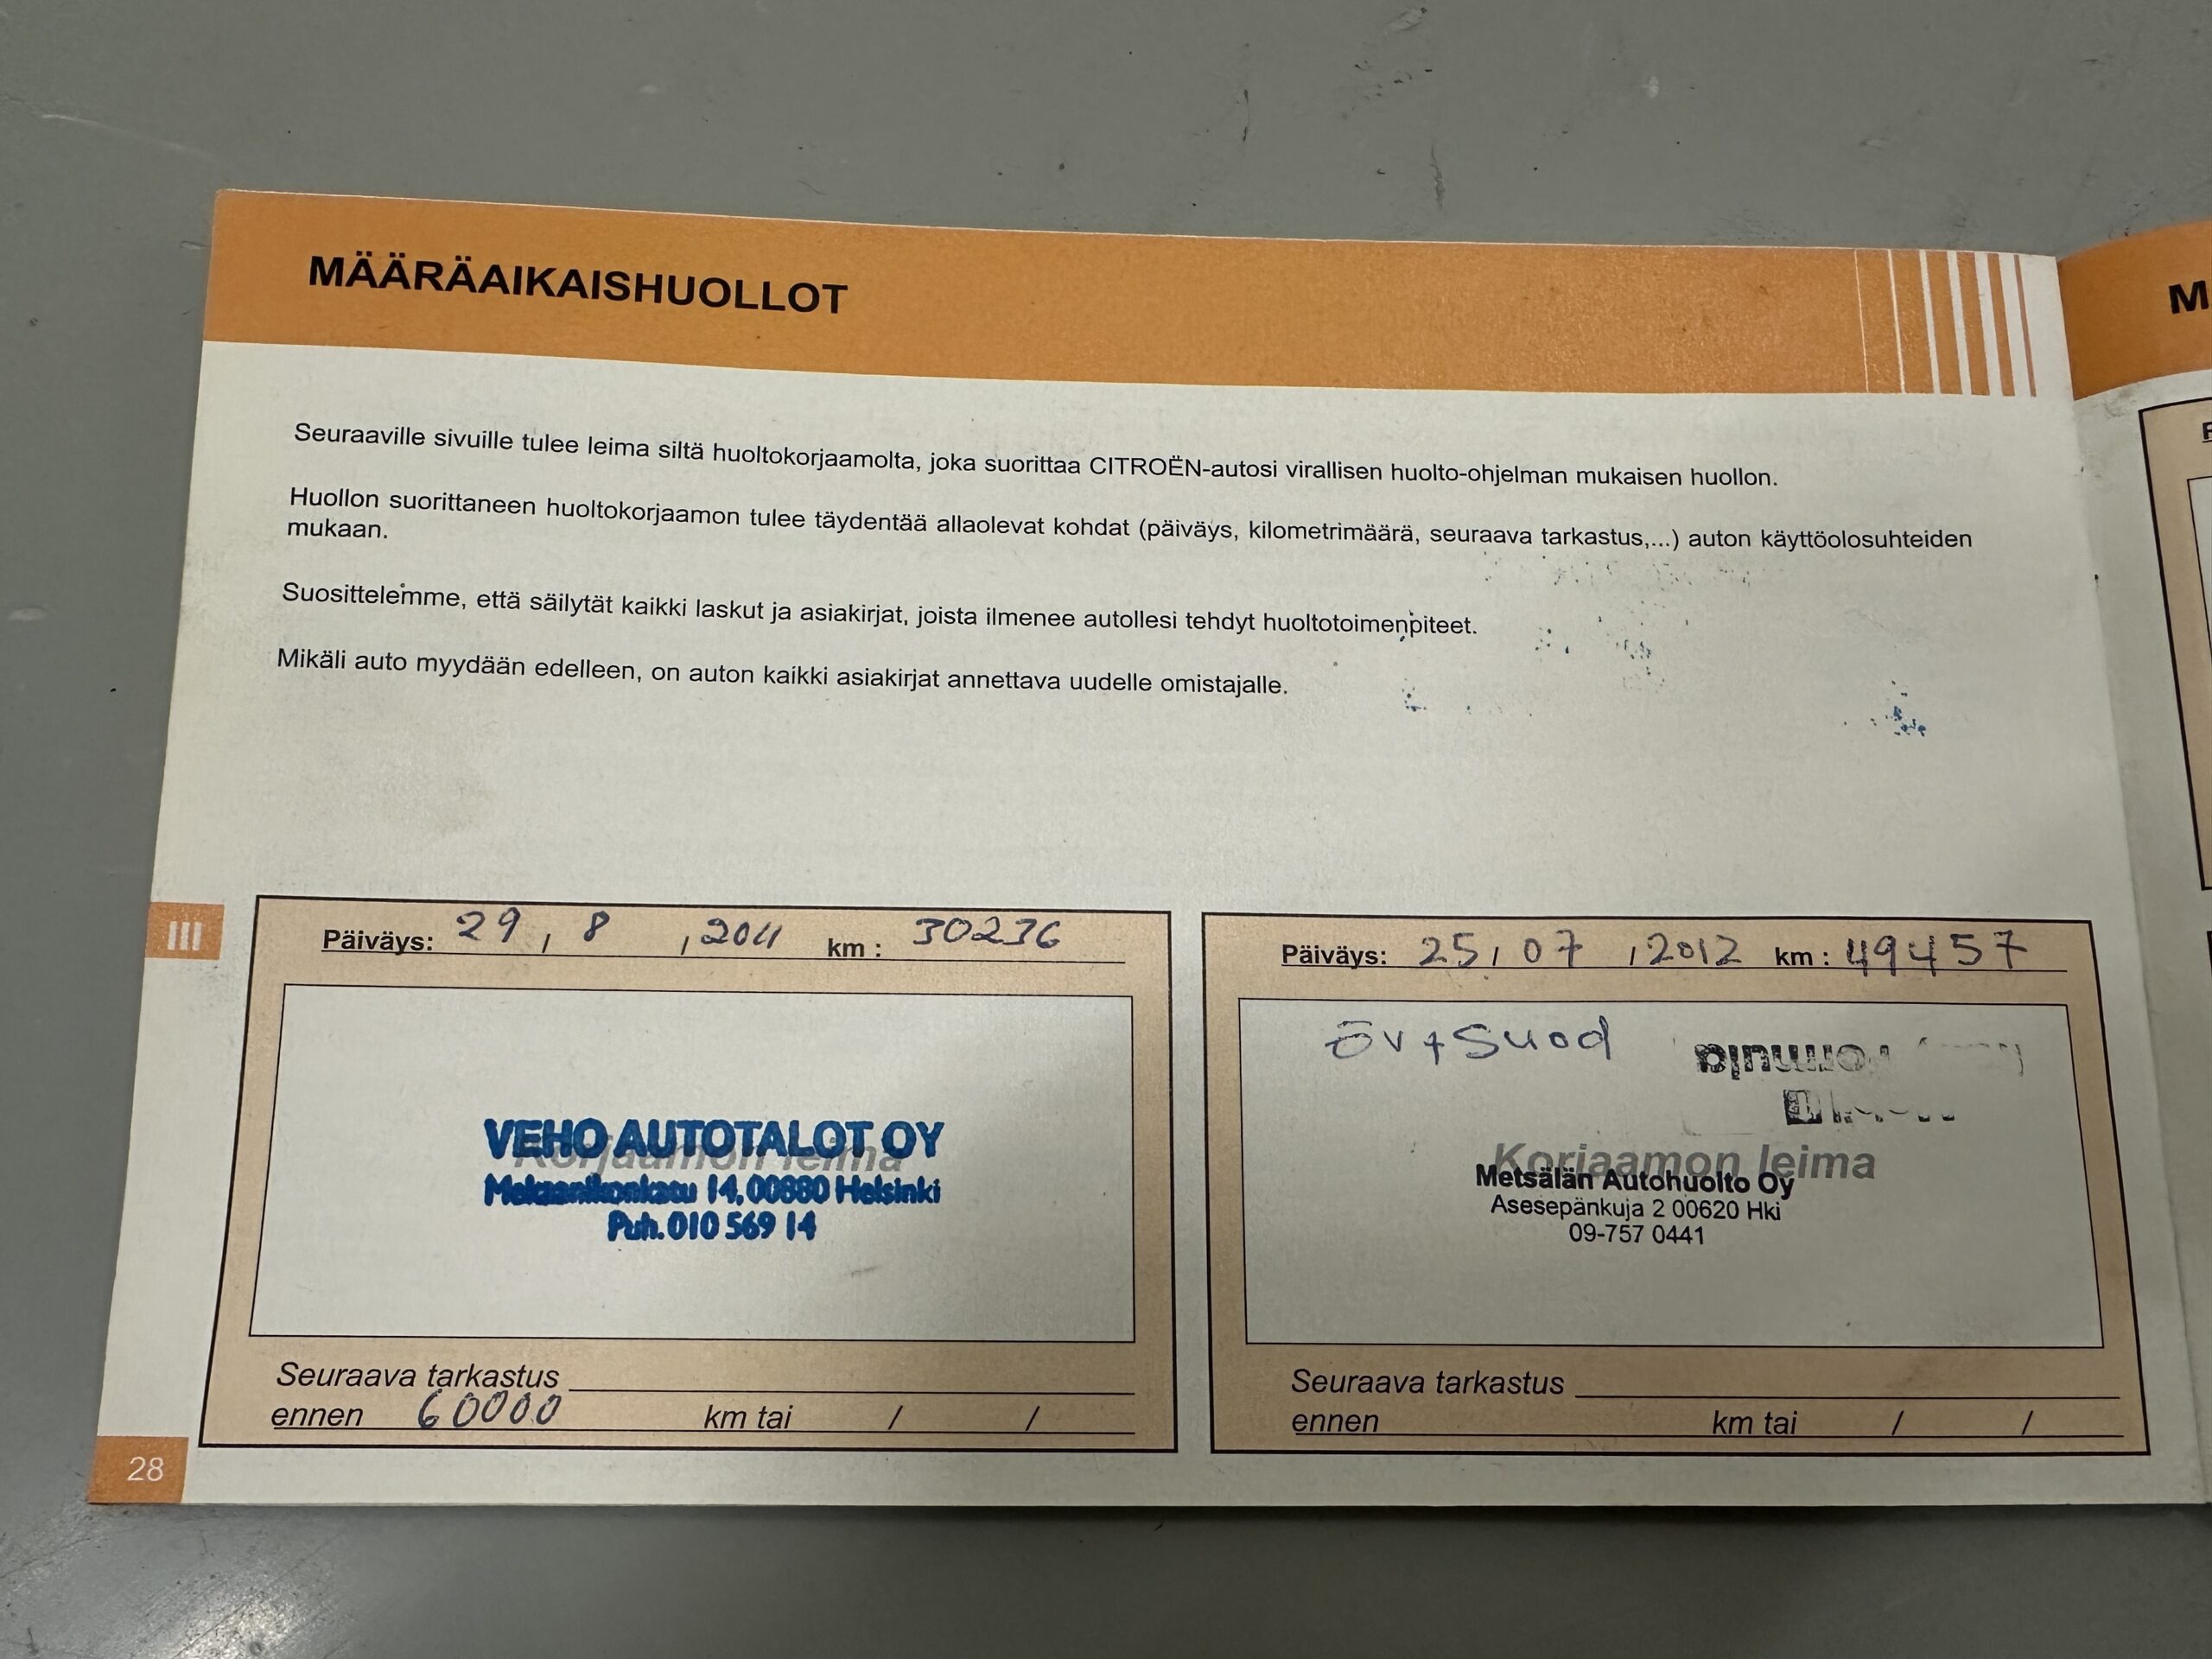 MÄÄRÄAIKAISHUOLLOT
Seuraaville sivuille tulee leima siltä huoltokorjaamolta, joka suorittaa CITROËN-autosi virallisen huolto-ohjelman mukaisen huollon.
Huollon suorittaneen huoltokorjaamon tulee täydentää allaolevat kohdat (päiväys, kilometrimäärä, seuraava tarkastus,...) auton käyttöolosuhteiden
mukaan.
Suosittelemme, että säilytät kaikki laskut ja asiakirjat, joista ilmenee autollesi tehdyt huoltotoimenpiteet.
Mikäli auto myydään edelleen, on auton kaikki asiakirjat annettava uudelle omistajalle.
III
Päiväys: 29 , 8 , 2011 km : 30236
Korjaamon leima
VEHO AUTOTALOT OY
Mekaanikonkatu 14, 00880 Helsinki
Puh. 010 569 14
Seuraava tarkastus
ennen 60000 km tai / /
Päiväys: 25 , 07 , 2012 km : 49457
öv + Suod
Korjaamon leima
Metsälän Autohuolto Oy
Asesepänkuja 2 00620 Hki
09-757 0441
Seuraava tarkastus
ennen km tai / /
28
M